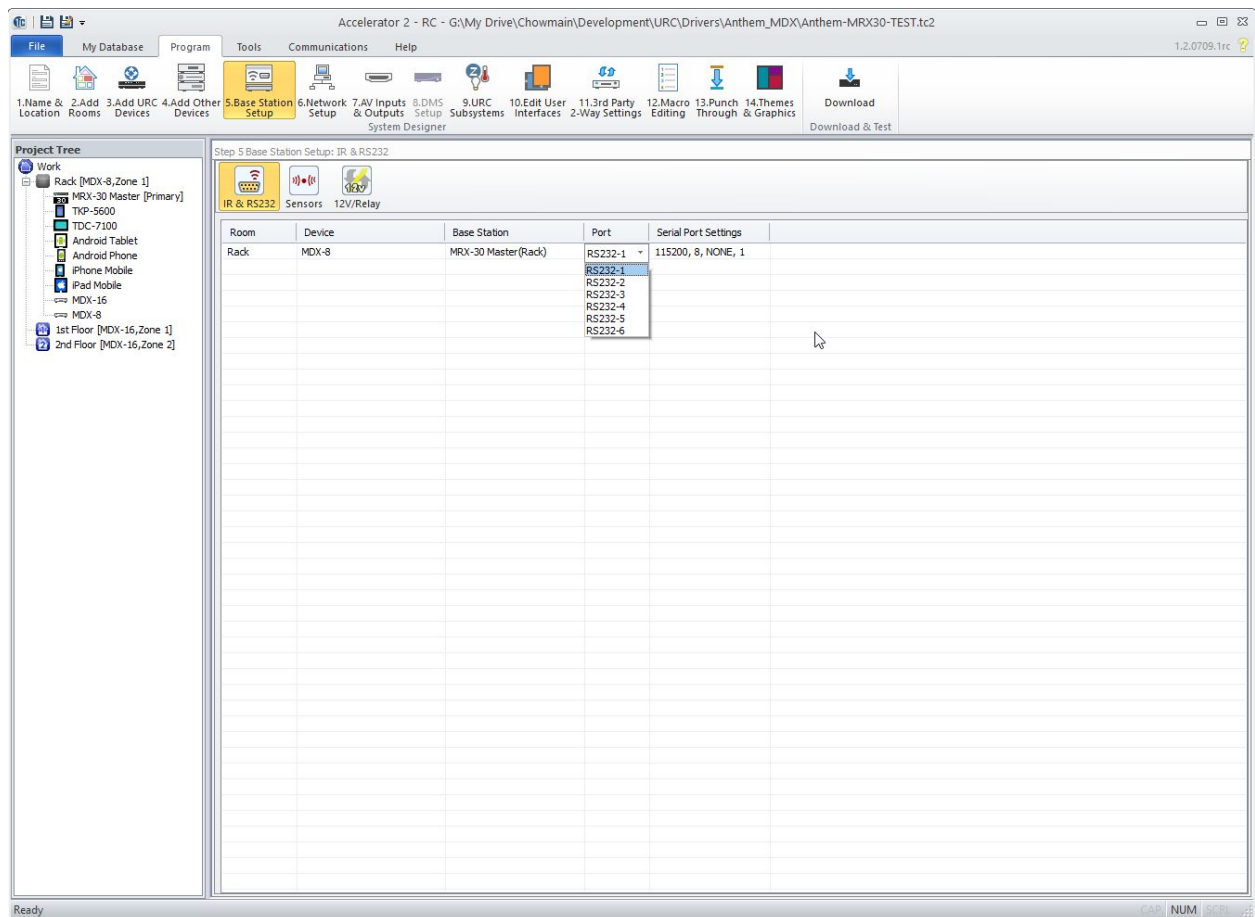 Accelerator 2 - RC - G:\My Drive\Chowmain\Development\URC\Drivers\Anthem_MDX\Anthem-MRX30-TEST.tc2
File My Database Program Tools Communications Help 1.2.0709.1rc
1.Name & Location
2.Add Rooms
3.Add URC Devices
4.Add Other Devices
5.Base Station Setup
6.Network Setup
7.AV Inputs & Outputs
8.DMS Setup
9.URC Subsystems
10.Edit User Interfaces
11.3rd Party 2-Way Settings
12.Macro Editing
13.Punch Through
14.Themes & Graphics
Download
System Designer
Download & Test
Project Tree
Work
Rack [MDX-8,Zone 1]
30 MRX-30 Master [Primary]
TKP-5600
TDC-7100
Android Tablet
Android Phone
iPhone Mobile
iPad Mobile
MDX-16
MDX-8
1st Floor [MDX-16,Zone 1]
2nd Floor [MDX-16,Zone 2]
Step 5 Base Station Setup: IR & RS232
IR & RS232 Sensors 12V/Relay
Room Device Base Station Port Serial Port Settings
Rack MDX-8 MRX-30 Master(Rack) RS232-1 115200, 8, NONE, 1
RS232-1
RS232-2
RS232-3
RS232-4
RS232-5
RS232-6
Ready CAP NUM SCRL